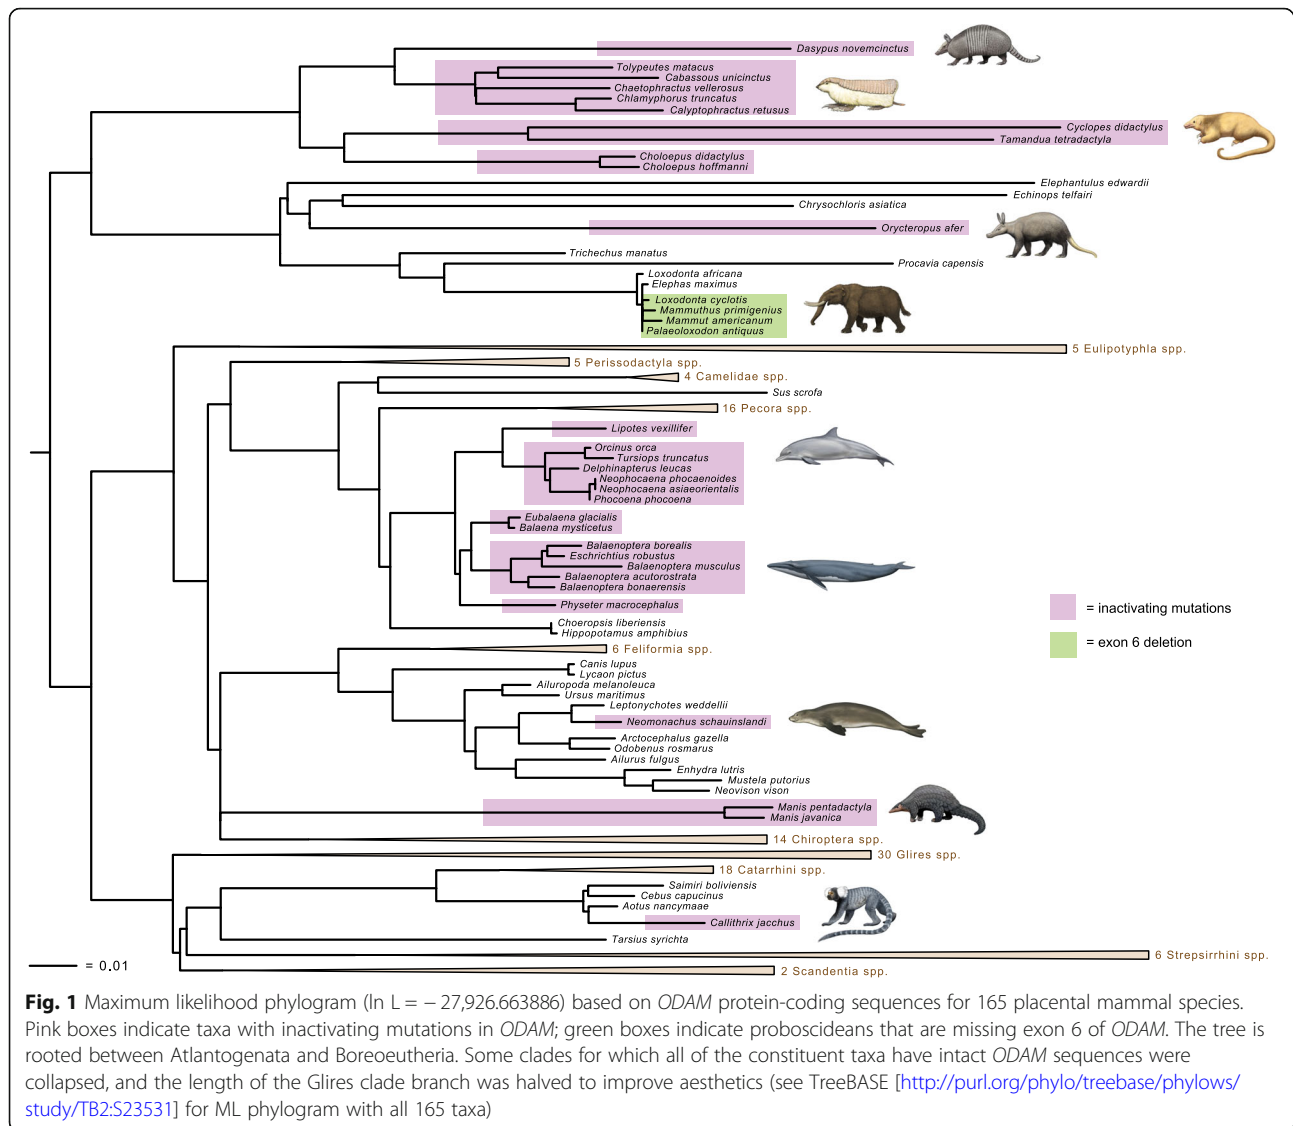 Dasypus novemcinctus
Tolypeutes matacus
Cabassous unicinctus
Chaetophractus vellerosus
Chlamyphorus truncatus
Calyptophractus retusus
Cyclopes didactylus
Tamandua tetradactyla
Choloepus didactylus
Choloepus hoffmanni
Elephantulus edwardii
Echinops telfairi
Chrysochloris asiatica
Orycteropus afer
Trichechus manatus
Procavia capensis
Loxodonta africana
Elephas maximus
Loxodonta cyclotis
Mammuthus primigenius
Mammut americanum
Palaeoloxodon antiquus
5 Eulipotyphla spp.
5 Perissodactyla spp.
4 Camelidae spp.
Sus scrofa
16 Pecora spp.
Lipotes vexillifer
Orcinus orca
Tursiops truncatus
Delphinapterus leucas
Neophocaena phocaenoides
Neophocaena asiaeorientalis
Phocoena phocoena
Eubalaena glacialis
Balaena mysticetus
Balaenoptera borealis
Eschrichtius robustus
Balaenoptera musculus
Balaenoptera acutorostrata
Balaenoptera bonaerensis
Physeter macrocephalus
Choeropsis liberiensis
Hippopotamus amphibius
= inactivating mutations
= exon 6 deletion
6 Feliformia spp.
Canis lupus
Lycaon pictus
Ailuropoda melanoleuca
Ursus maritimus
Leptonychotes weddellii
Neomonachus schauinslandi
Arctocephalus gazella
Odobenus rosmarus
Ailurus fulgus
Enhydra lutris
Mustela putorius
Neovison vison
Manis pentadactyla
Manis javanica
14 Chiroptera spp.
30 Glires spp.
18 Catarrhini spp.
Saimiri boliviensis
Cebus capucinus
Aotus nancymaae
Callithrix jacchus
Tarsius syrichta
6 Strepsirrhini spp.
2 Scandentia spp.
= 0.01
Fig. 1 Maximum likelihood phylogram (ln L = − 27,926.663886) based on ODAM protein-coding sequences for 165 placental mammal species.
Pink boxes indicate taxa with inactivating mutations in ODAM; green boxes indicate proboscideans that are missing exon 6 of ODAM. The tree is
rooted between Atlantogenata and Boreoeutheria. Some clades for which all of the constituent taxa have intact ODAM sequences were
collapsed, and the length of the Glires clade branch was halved to improve aesthetics (see TreeBASE [http://purl.org/phylo/treebase/phylows/
study/TB2:S23531] for ML phylogram with all 165 taxa)